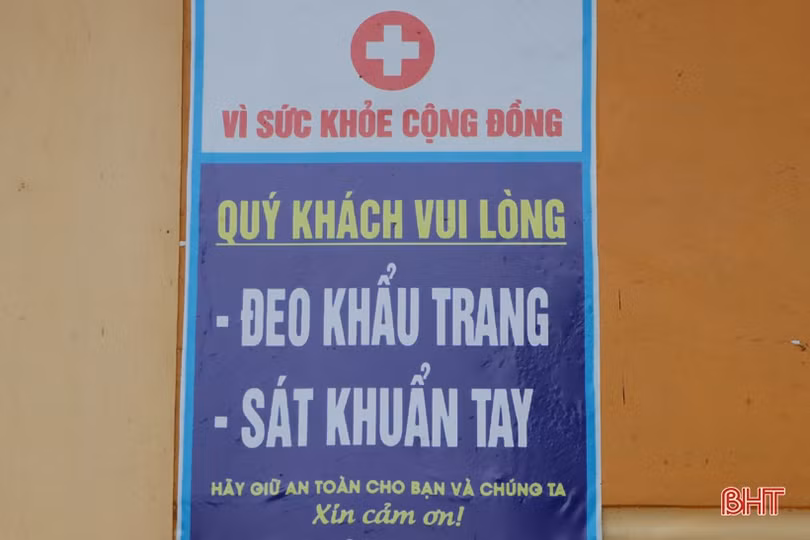 VÌ SỨC KHỎE CỘNG ĐỒNG
QUÝ KHÁCH VUI LÒNG
- ĐEO KHẨU TRANG
- SÁT KHUẨN TAY
HÃY GIỮ AN TOÀN CHO BẠN VÀ CHÚNG TA
Xin cảm ơn!
BHT